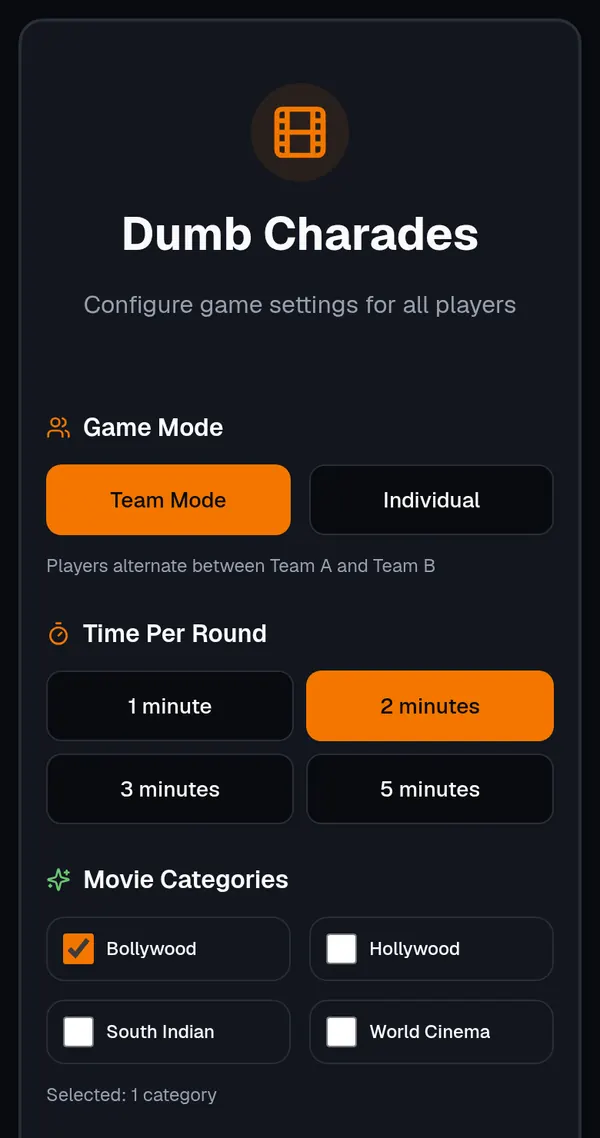 Dumb Charades
Configure game settings for all players
Game Mode
Team Mode
Individual
Players alternate between Team A and Team B
Time Per Round
1 minute
2 minutes
3 minutes
5 minutes
Movie Categories
Bollywood
Hollywood
South Indian
World Cinema
Selected: 1 category